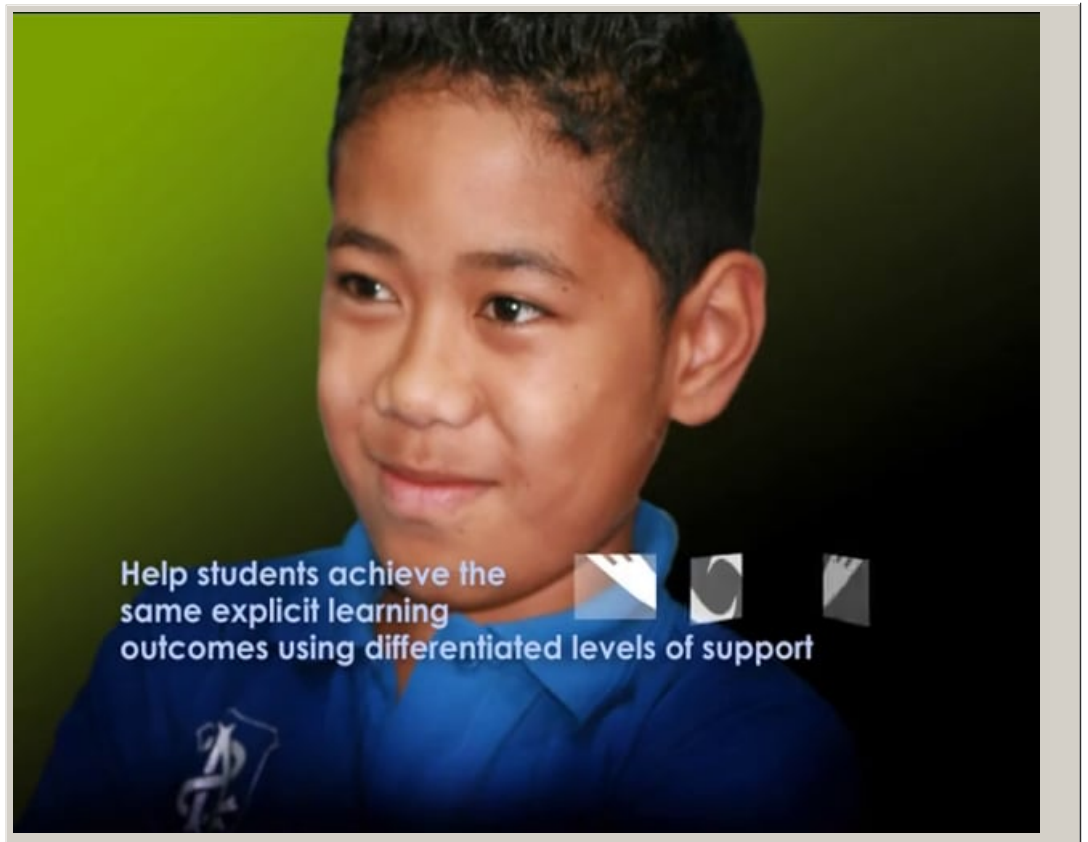 Help students achieve the
same explicit learning
outcomes using differentiated levels of support